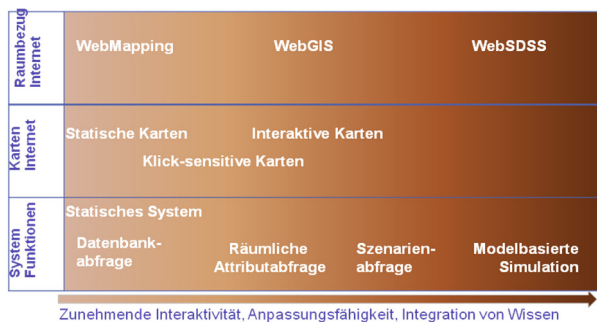 Raumbezug
Internet
WebMapping
WebGIS
WebSDSS
Karten
Internet
Statische Karten
Interaktive Karten
Klick-sensitive Karten
System
Funktionen
Statisches System
Datenbank-
abfrage
Räumliche
Attributabfrage
Szenarien-
abfrage
Modelbasierte
Simulation
Zunehmende Interaktivität, Anpassungsfähigkeit, Integration von Wissen